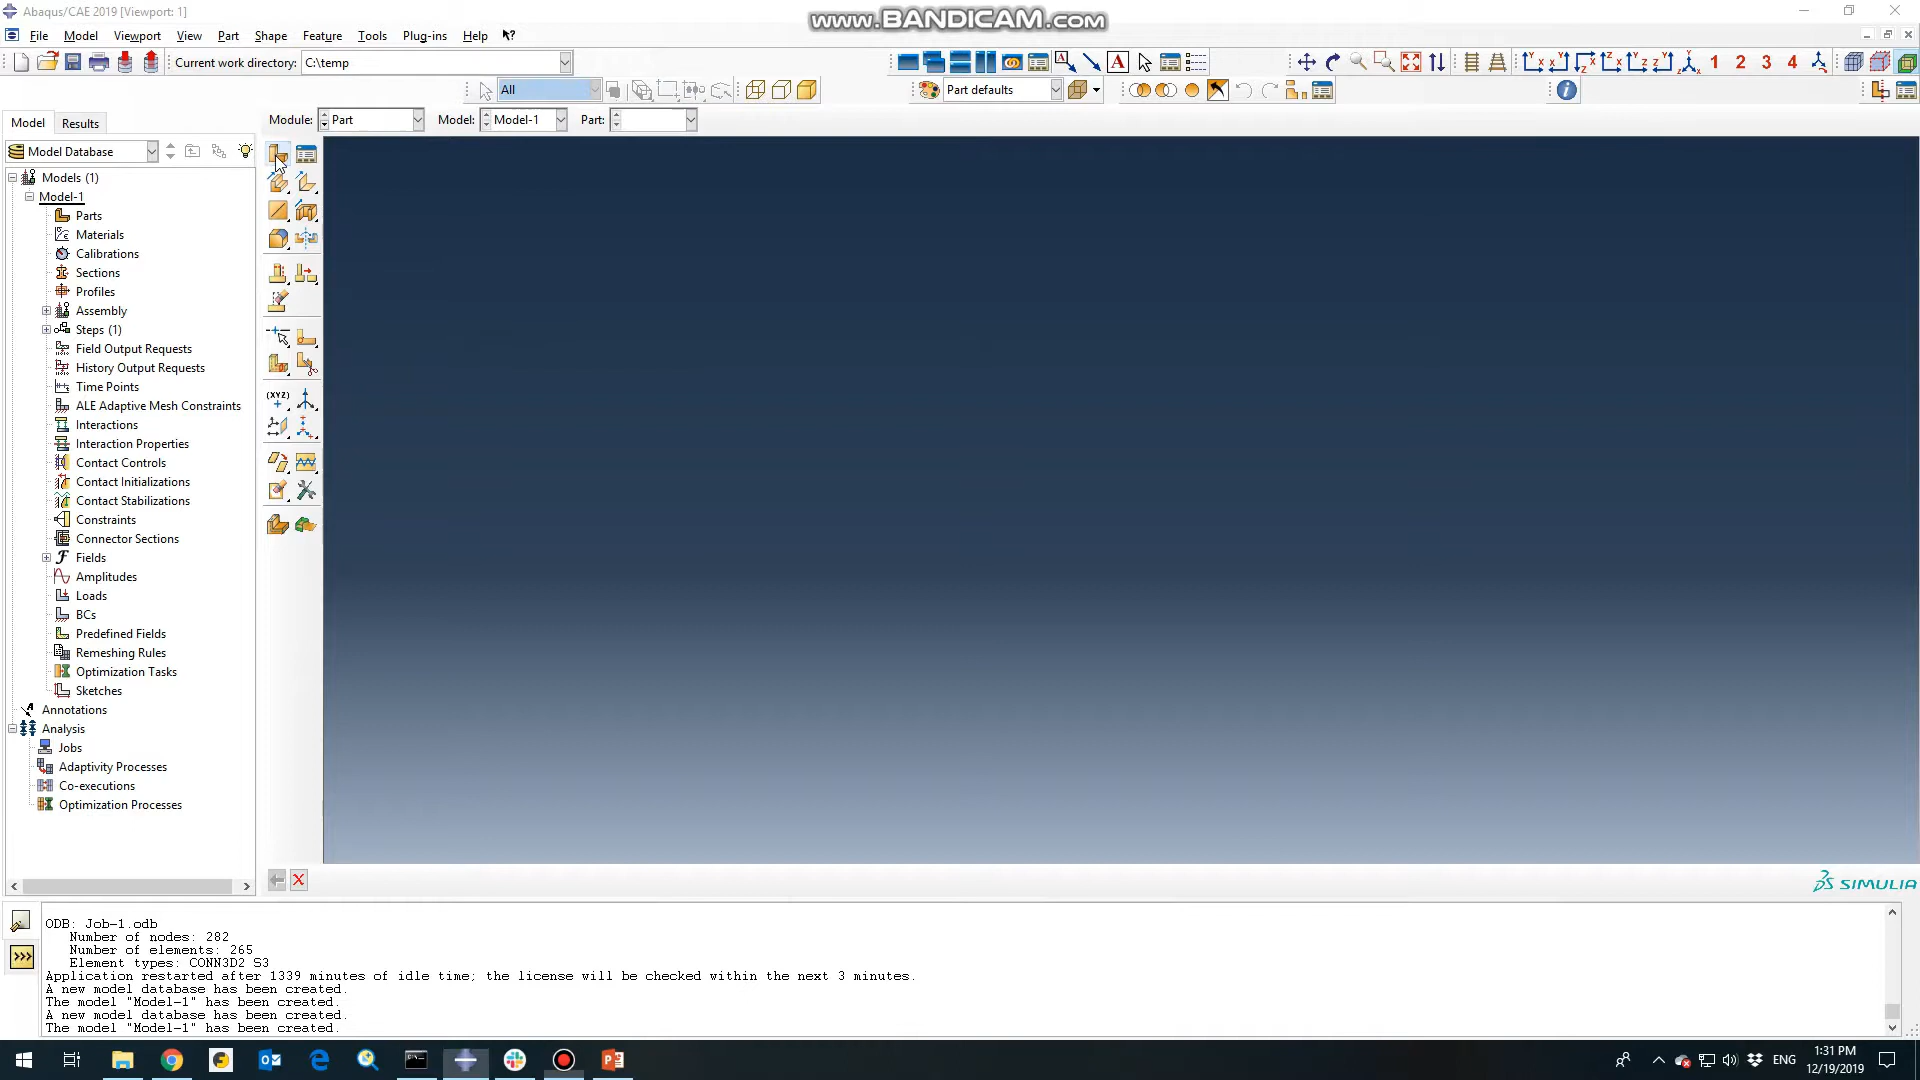 Abaqus/CAE 2019 [Viewport: 1]
www.BANDICAM.com
File Model Viewport View Part Shape Feature Tools Plug-ins Help
Current work directory: C:\temp
1 2 3 4
All
Part defaults
Model Results
Module: Part Model: Model-1 Part:
Model Database
Models (1)
Model-1
Parts
Materials
Calibrations
Sections
Profiles
Assembly
Steps (1)
Field Output Requests
History Output Requests
Time Points
ALE Adaptive Mesh Constraints
Interactions
Interaction Properties
Contact Controls
Contact Initializations
Contact Stabilizations
Constraints
Connector Sections
Fields
Amplitudes
Loads
BCs
Predefined Fields
Remeshing Rules
Optimization Tasks
Sketches
Annotations
Analysis
Jobs
Adaptivity Processes
Co-executions
Optimization Processes
(XYZ)
SIMULIA
ODB: Job-1.odb
Number of nodes: 282
Number of elements: 265
Element types: CONN3D2 S3
Application restarted after 1339 minutes of idle time; the license will be checked within the next 3 minutes.
A new model database has been created.
The model "Model-1" has been created.
A new model database has been created.
The model "Model-1" has been created.
ENG
1:31 PM
12/19/2019